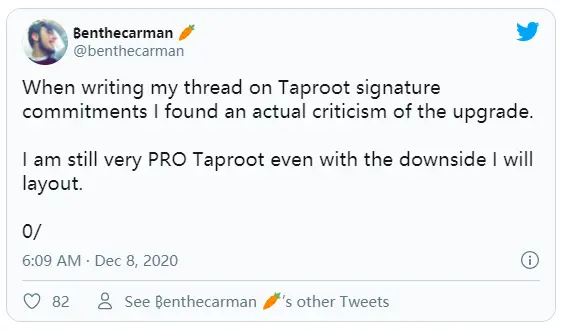 ₿enthecarman 🥕
@benthecarman
When writing my thread on Taproot signature
commitments I found an actual criticism of the upgrade.
I am still very PRO Taproot even with the downside I will
layout.
0/
6:09 AM · Dec 8, 2020
82
See ₿enthecarman 🥕's other Tweets